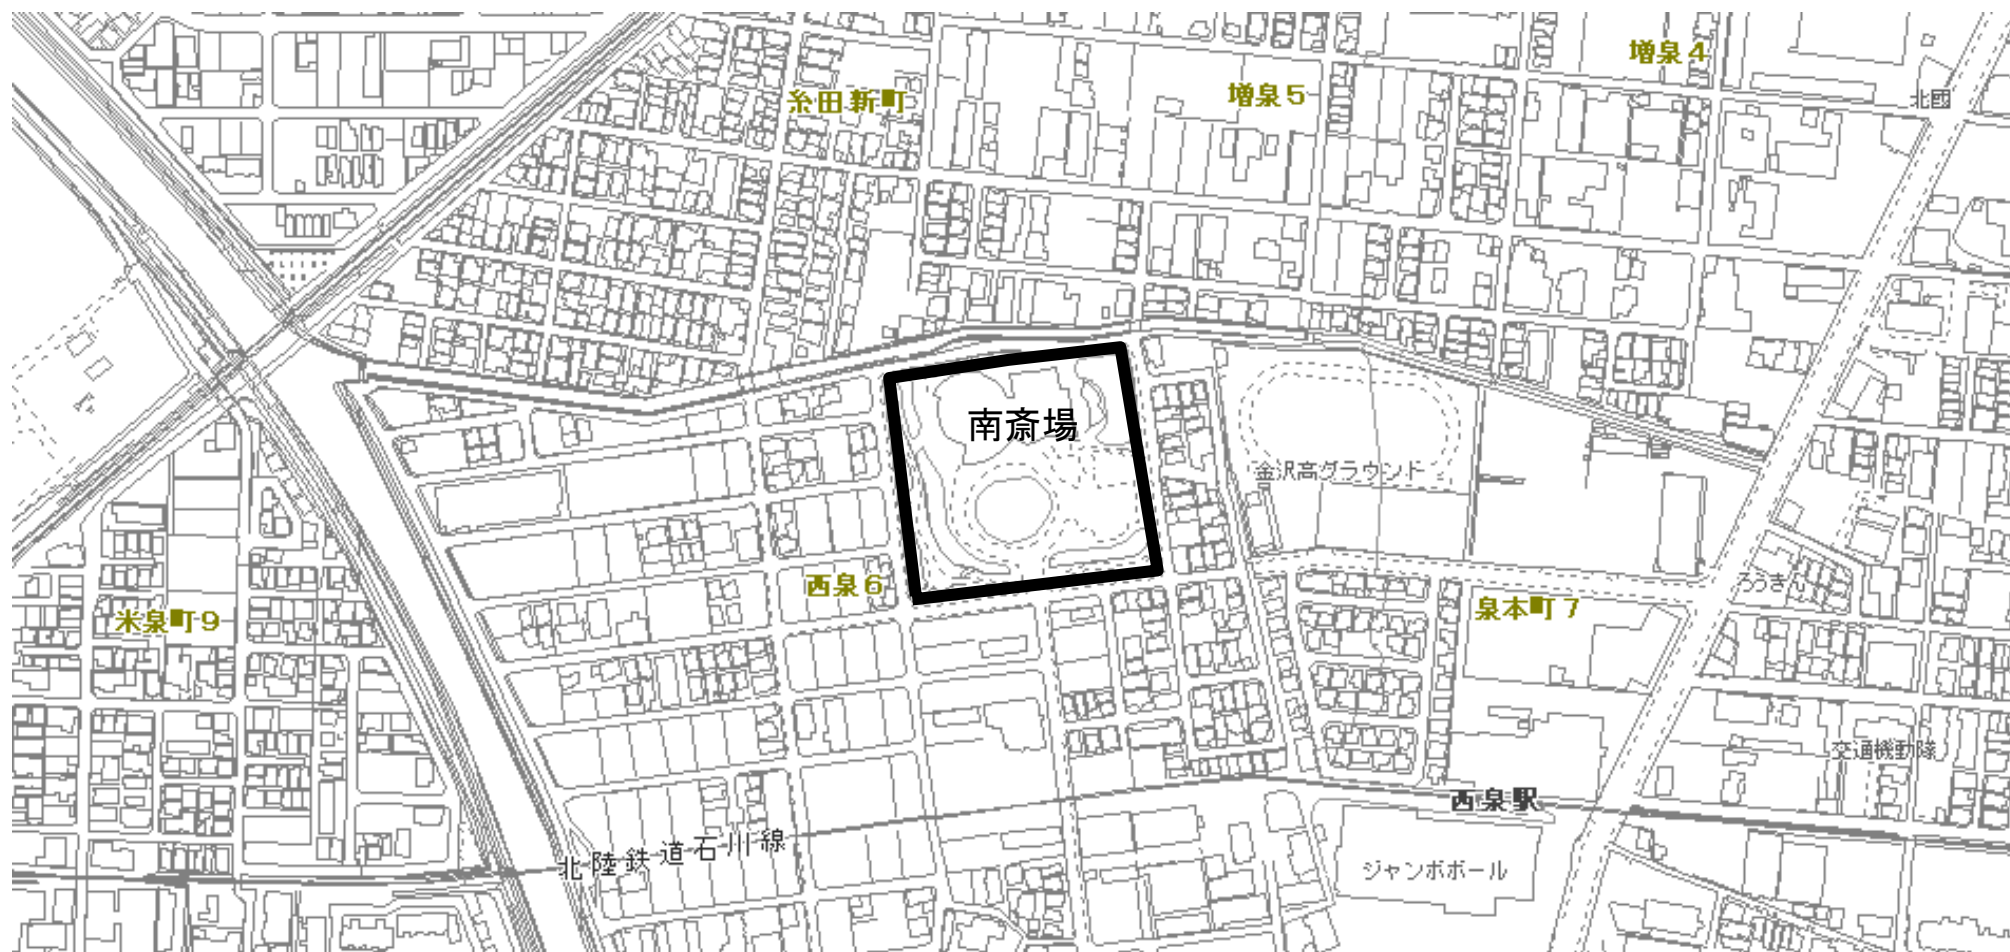 増泉4
糸田新町
増泉5
北國
南斎場
金沢高グラウンド
西泉6
ろうきん
米泉町9
泉本町7
交通機動隊
西泉駅
北陸鉄道石川線
ジャンボボール